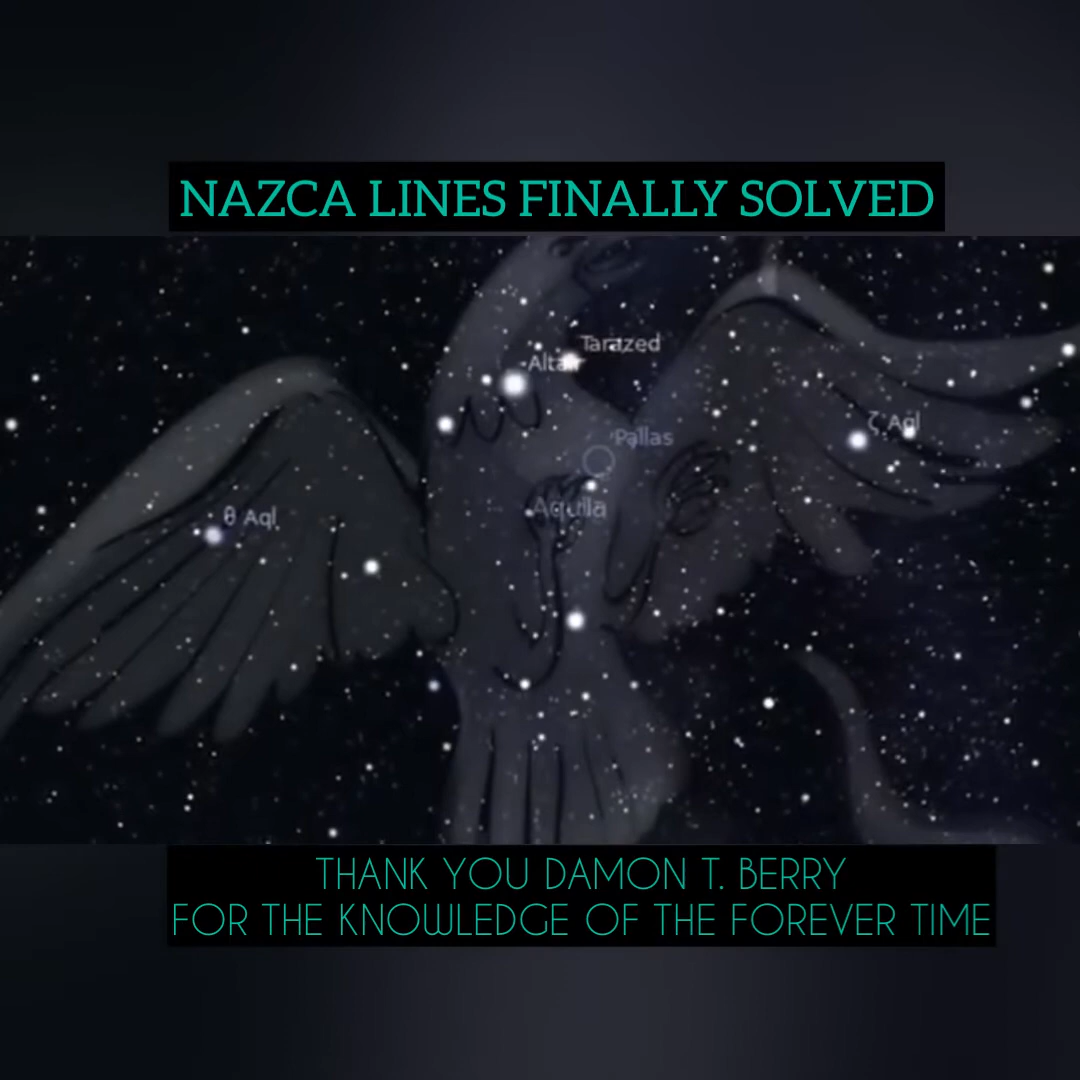 NAZCA LINES FINALLY SOLVED
Tarazed
Altair
ζ Aql
Pallas
Aquila
θ Aql
THANK YOU DAMON T. BERRY
FOR THE KNOWLEDGE OF THE FOREVER TIME